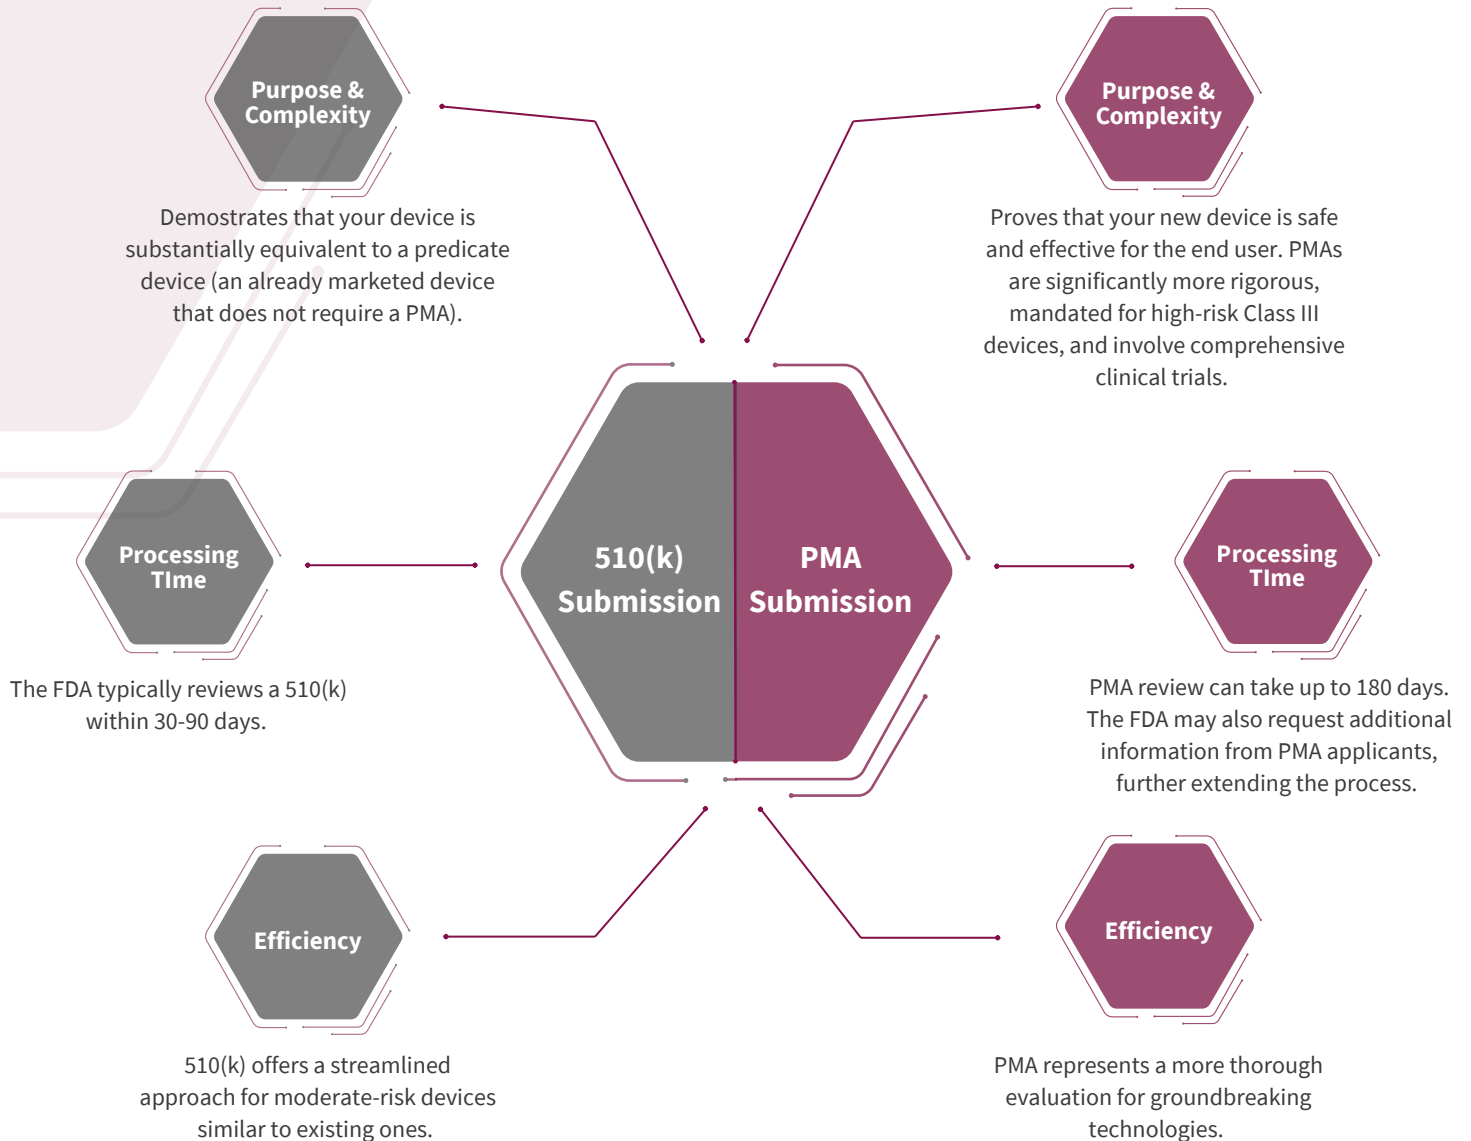 Purpose &
Complexity
Demostrates that your device is
substantially equivalent to a predicate
device (an already marketed device
that does not require a PMA).
Purpose &
Complexity
Proves that your new device is safe
and effective for the end user. PMAs
are significantly more rigorous,
mandated for high-risk Class III
devices, and involve comprehensive
clinical trials.
510(k)
Submission
PMA
Submission
Processing
TIme
The FDA typically reviews a 510(k)
within 30-90 days.
Processing
TIme
PMA review can take up to 180 days.
The FDA may also request additional
information from PMA applicants,
further extending the process.
Efficiency
510(k) offers a streamlined
approach for moderate-risk devices
similar to existing ones.
Efficiency
PMA represents a more thorough
evaluation for groundbreaking
technologies.